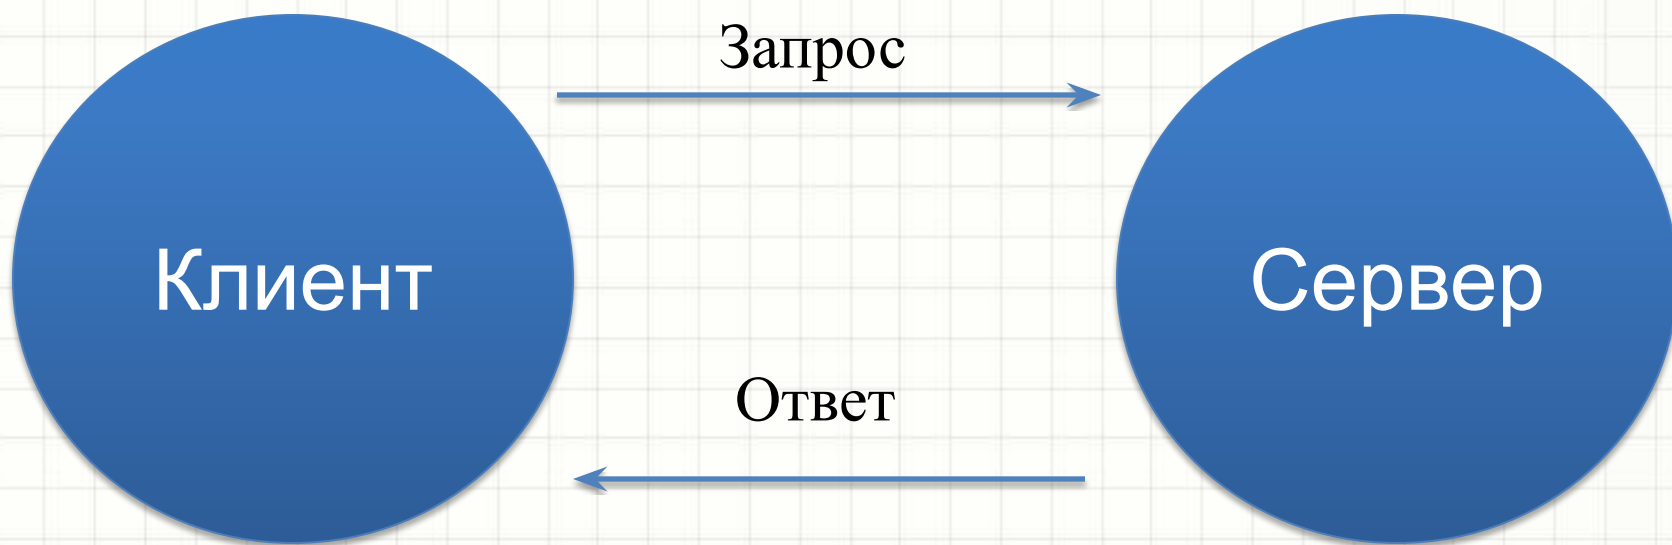 Запрос
Клиент
Сервер
Ответ